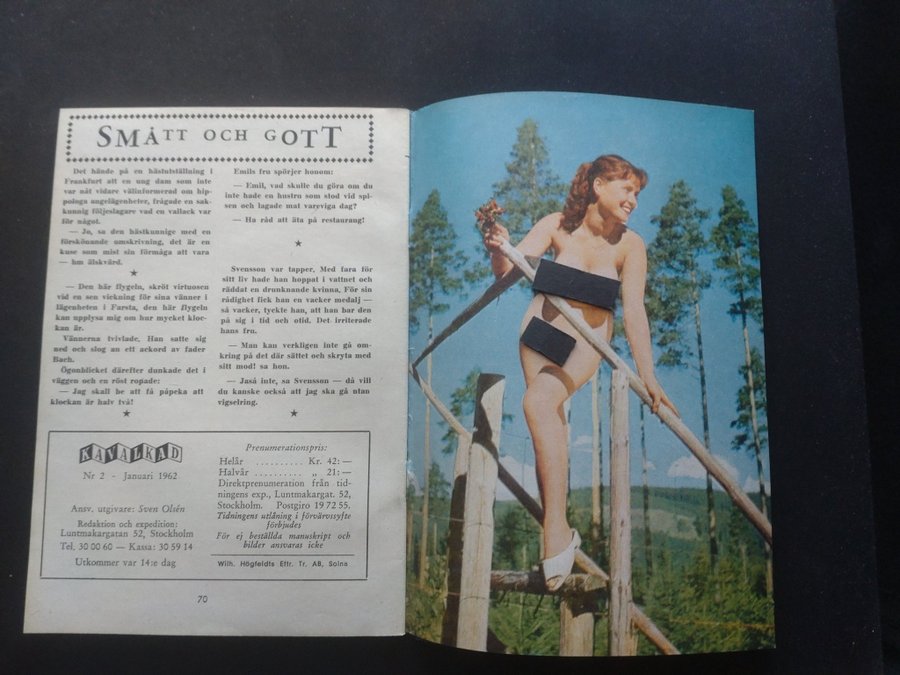 SMÅTT OCH GOTT
Det hände på en hästutställning i
Frankfurt att en ung dam som inte
var nåt vidare välinformerad om hip-
pologa angelägenheter, frågade en sak-
kunnig följeslagare vad en vallack var
för något.
— Jo, sa den hästkunnige med en
förskönande omskrivning, det är en
kuse som mist sin förmåga att vara
— hm älskvärd.
★
— Den här flygeln, skröt virtuosen
vid en sen vickning för sina vänner i
lägenheten i Farsta, den här flygeln
kan upplysa mig om hur mycket kloc-
kan är.
Vännerna tvivlade. Han satte sig
ned och slog an ett ackord av fader
Bach.
Ögonblicket därefter dunkade det i
väggen och en röst ropade:
— Jag skall be att få påpeka att
klockan är halv två!
★
Emils fru spörjer honom:
— Emil, vad skulle du göra om du
inte hade en hustru som stod vid spi-
sen och lagade mat vareviga dag?
— Ha råd att äta på restaurang!
★
Svensson var tapper, Med fara för
sitt liv hade han hoppat i vattnet och
räddat en drunknande kvinna, För sin
rådighet fick han en vacker medalj —
så vacker, tyckte han, att han bar den
på sig i tid och otid. Det irriterade
hans fru.
— Man kan verkligen inte gå om-
kring på det där sättet och skryta med
sitt mod! sa hon.
— Jaså inte, sa Svensson — då vill
du kanske också att jag ska gå utan
vigselring.
★
KAVALKAD
Nr 2 - Januari 1962
Ansv. utgivare: Sven Olsén
Redaktion och expedition:
Luntmakargatan 52, Stockholm
Tel. 30 00 60 — Kassa: 30 59 14
Utkommer var 14:e dag
Prenumerationspris:
Helår .......... Kr. 42: —
Halvår .......... „ 21: —
Direktprenumeration från tid-
ningens exp., Luntmakargat. 52,
Stockholm. Postgiro 19 72 55.
Tidningens utlåning i förvärvssyfte
förbjudes
För ej beställda manuskript och
bilder ansvaras icke
Wilh. Högfeldts Eftr. Tr. AB, Solna
70